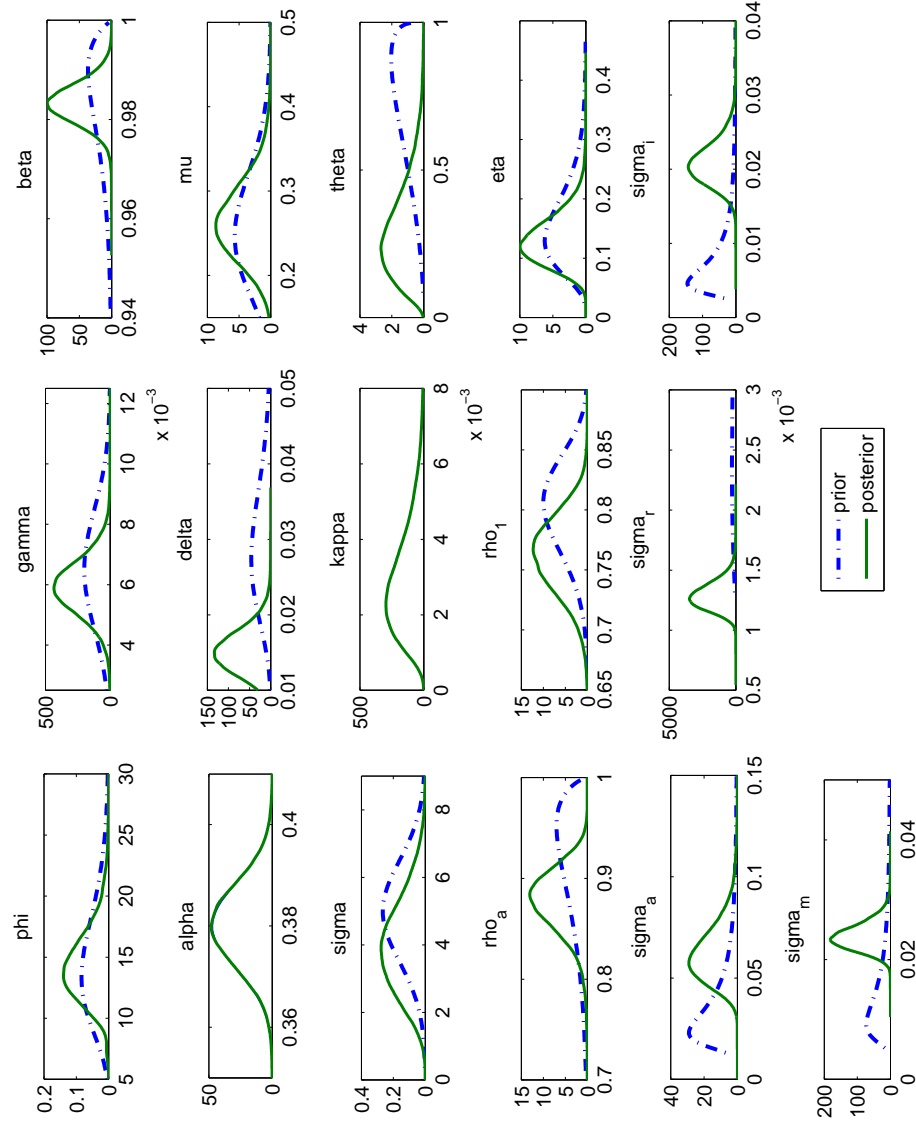 phi
0.2
0.1
0
5 10 15 20 25 30
gamma
500
0
4 6 8 10 12
x 10⁻³
beta
100
50
0
0.94 0.96 0.98 1
alpha
50
0
0.36 0.38 0.4
delta
150
100
50
0
0.01 0.02 0.03 0.04 0.05
mu
10
5
0
0.2 0.3 0.4 0.5
sigma
0.4
0.2
0
0 2 4 6 8
kappa
500
0
0 2 4 6 8
x 10⁻³
theta
4
2
0
0 0.5 1
rho_a
15
10
5
0
0.7 0.8 0.9 1
rho_1
15
10
5
0
0.65 0.7 0.75 0.8 0.85
eta
10
5
0
0 0.1 0.2 0.3 0.4
sigma_a
40
20
0
0 0.05 0.1 0.15
sigma_r
5000
0
0.5 1 1.5 2 2.5 3
x 10⁻³
sigma_i
200
100
0
0 0.01 0.02 0.03 0.04
sigma_m
200
100
0
0 0.02 0.04
prior
posterior